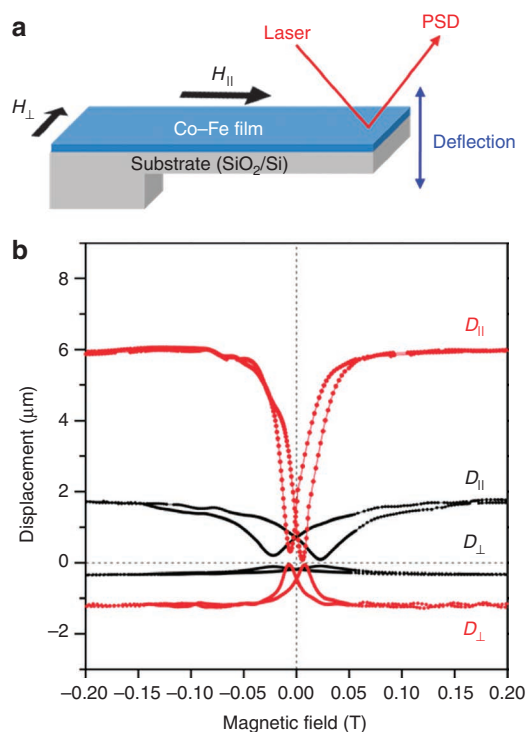 a
Laser
PSD
H||
H⊥
Co–Fe film
Deflection
Substrate (SiO2/Si)
b
8
6
4
2
0
−2
Displacement (μm)
D||
D||
D⊥
D⊥
−0.20 −0.15 −0.10 −0.05 0.00 0.05 0.10 0.15 0.20
Magnetic field (T)